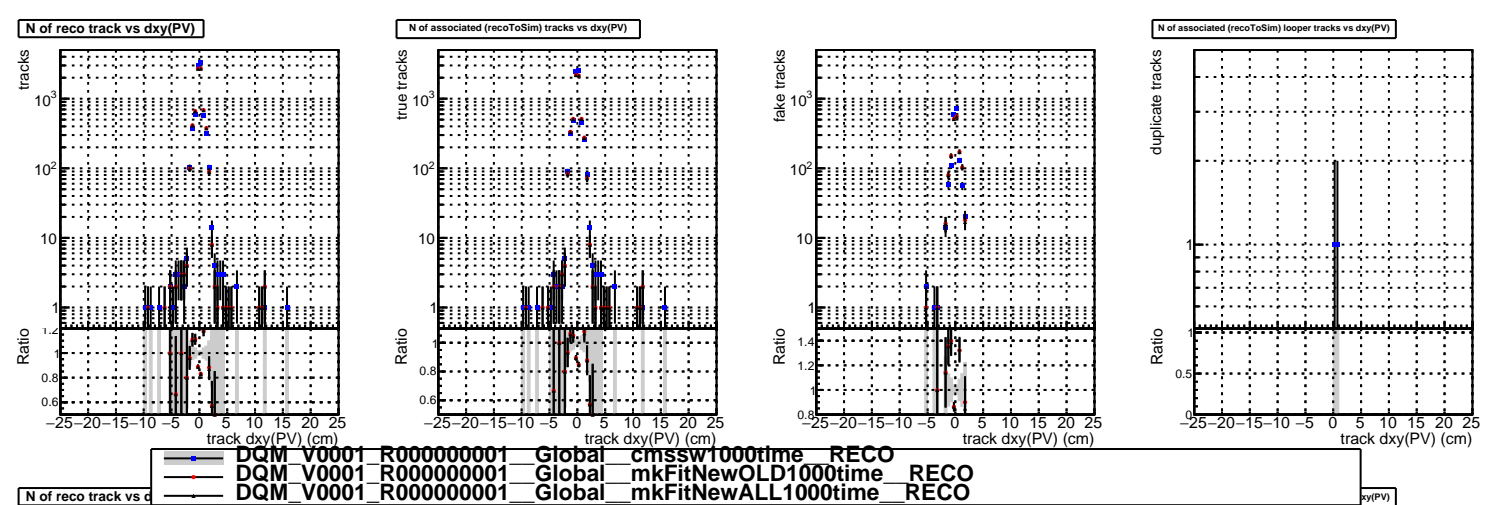 N of reco track vs dxy(PV)
N of associated (recoToSim) tracks vs dxy(PV)
N of associated (recoToSim) looper tracks vs dxy(PV)
tracks
10³
10²
10
1
Ratio
1.2
1
0.8
0.6
−25−20−15−10 −5 0 5 10 15 20 25
track dxy(PV) (cm)
true tracks
10³
10²
10
1
Ratio
1
0.8
0.6
−25−20−15−10 −5 0 5 10 15 20 25
track dxy(PV) (cm)
fake tracks
10³
10²
10
1
Ratio
1.4
1.2
1
0.8
−25−20−15−10 −5 0 5 10 15 20 25
track dxy(PV) (cm)
duplicate tracks
1
Ratio
1
0.5
0
−25−20−15−10 −5 0 5 10 15 20 25
track dxy(PV) (cm)
DQM_V0001_R000000001__Global__cmssw1000time__RECO
DQM_V0001_R000000001__Global__mkFitNewOLD1000time__RECO
DQM_V0001_R000000001__Global__mkFitNewALL1000time__RECO
N of reco track vs d
xy(PV)